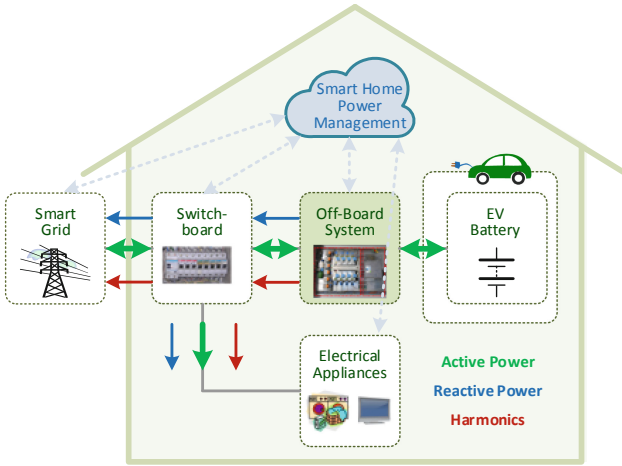 Smart Home
Power
Management
Smart
Grid
Switch-
board
Off-Board
System
EV
Battery
Electrical
Appliances
Active Power
Reactive Power
Harmonics